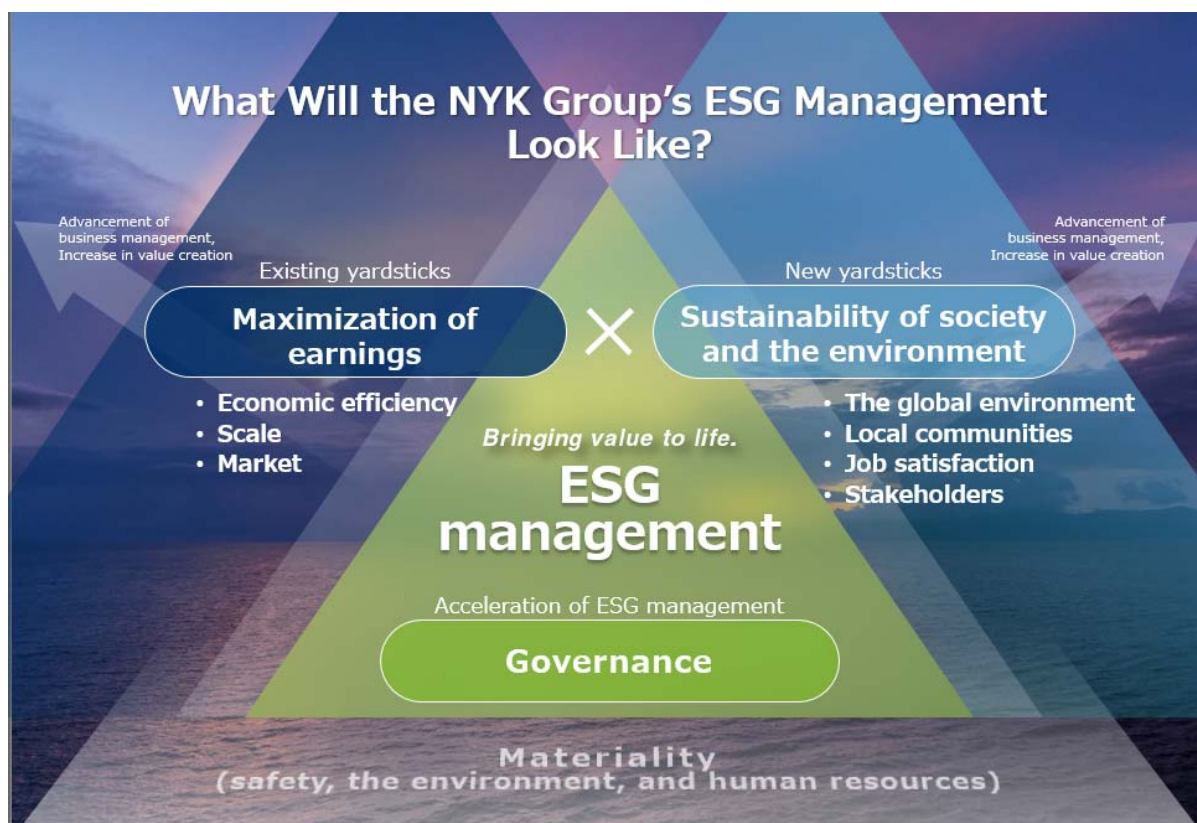 What Will the NYK Group's ESG Management
Look Like?
Advancement of
business management,
Increase in value creation
Advancement of
business management,
Increase in value creation
Existing yardsticks
Maximization of
earnings
• Economic efficiency
• Scale
• Market
×
New yardsticks
Sustainability of society
and the environment
• The global environment
• Local communities
• Job satisfaction
• Stakeholders
Bringing value to life.
ESG
management
Acceleration of ESG management
Governance
Materiality
(safety, the environment, and human resources)